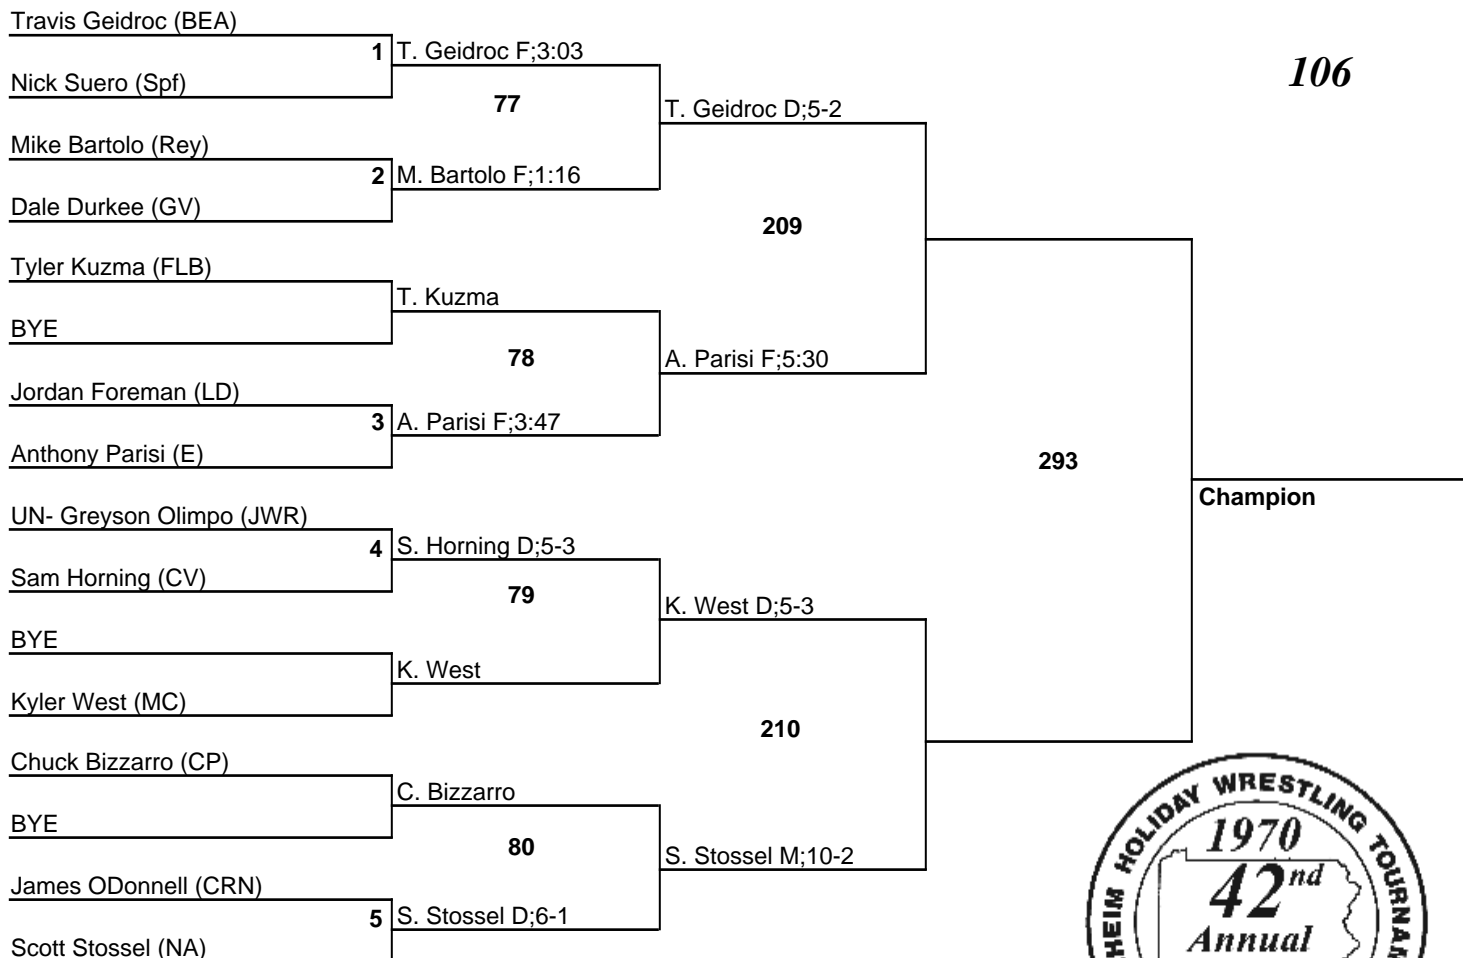 Travis Geidroc (BEA)
1 T. Geidroc F;3:03
106
Nick Suero (Spf)
77
T. Geidroc D;5-2
Mike Bartolo (Rey)
2 M. Bartolo F;1:16
Dale Durkee (GV)
209
Tyler Kuzma (FLB)
T. Kuzma
BYE
78
A. Parisi F;5:30
Jordan Foreman (LD)
3 A. Parisi F;3:47
Anthony Parisi (E)
293
Champion
UN- Greyson Olimpo (JWR)
4 S. Horning D;5-3
Sam Horning (CV)
79
K. West D;5-3
BYE
K. West
Kyler West (MC)
210
Chuck Bizzarro (CP)
C. Bizzarro
BYE
80
S. Stossel M;10-2
James ODonnell (CRN)
5 S. Stossel D;6-1
Scott Stossel (NA)
HEIM HOLIDAY WRESTLING TOURNAM
1970
42nd
Annual